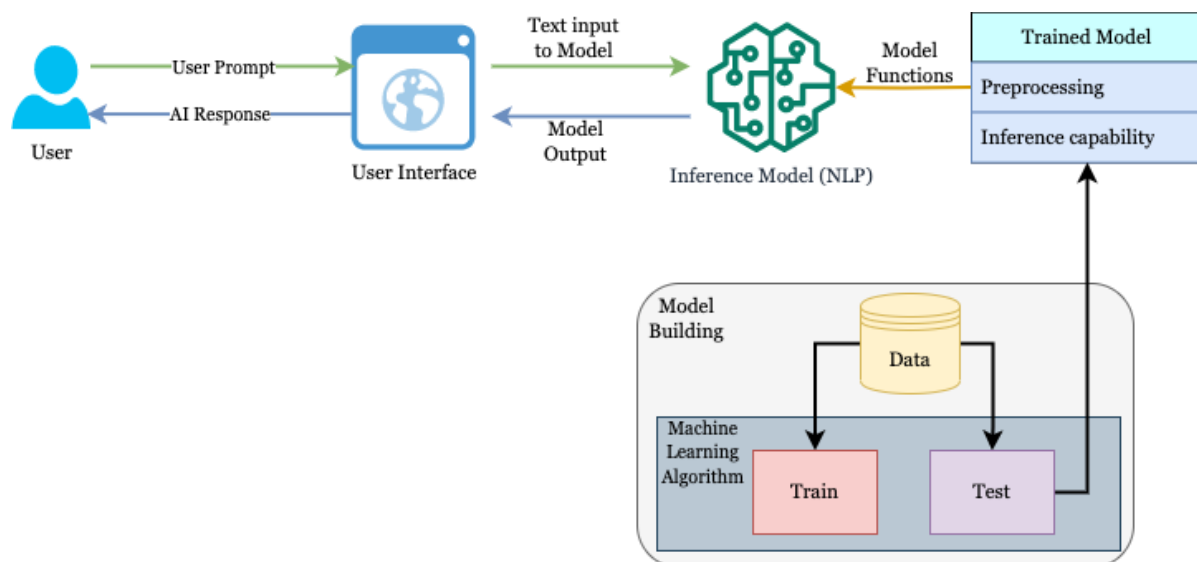 User Prompt
AI Response
User
User Interface
Text input
to Model
Model
Output
Inference Model (NLP)
Model
Functions
Trained Model
Preprocessing
Inference capability
Model
Building
Data
Machine
Learning
Algorithm
Train
Test